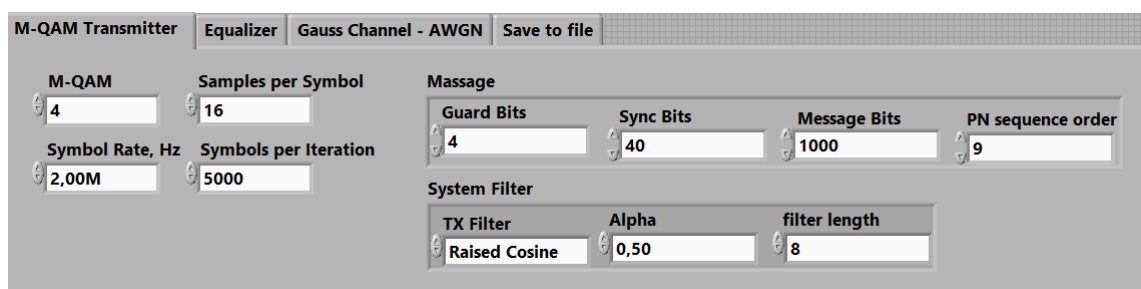 M-QAM Transmitter Equalizer Gauss Channel - AWGN Save to file
M-QAM Samples per Symbol
4 16
Symbol Rate, Hz Symbols per Iteration
2,00M 5000
Massage
Guard Bits Sync Bits Message Bits PN sequence order
4 40 1000 9
System Filter
TX Filter Alpha filter length
Raised Cosine 0,50 8